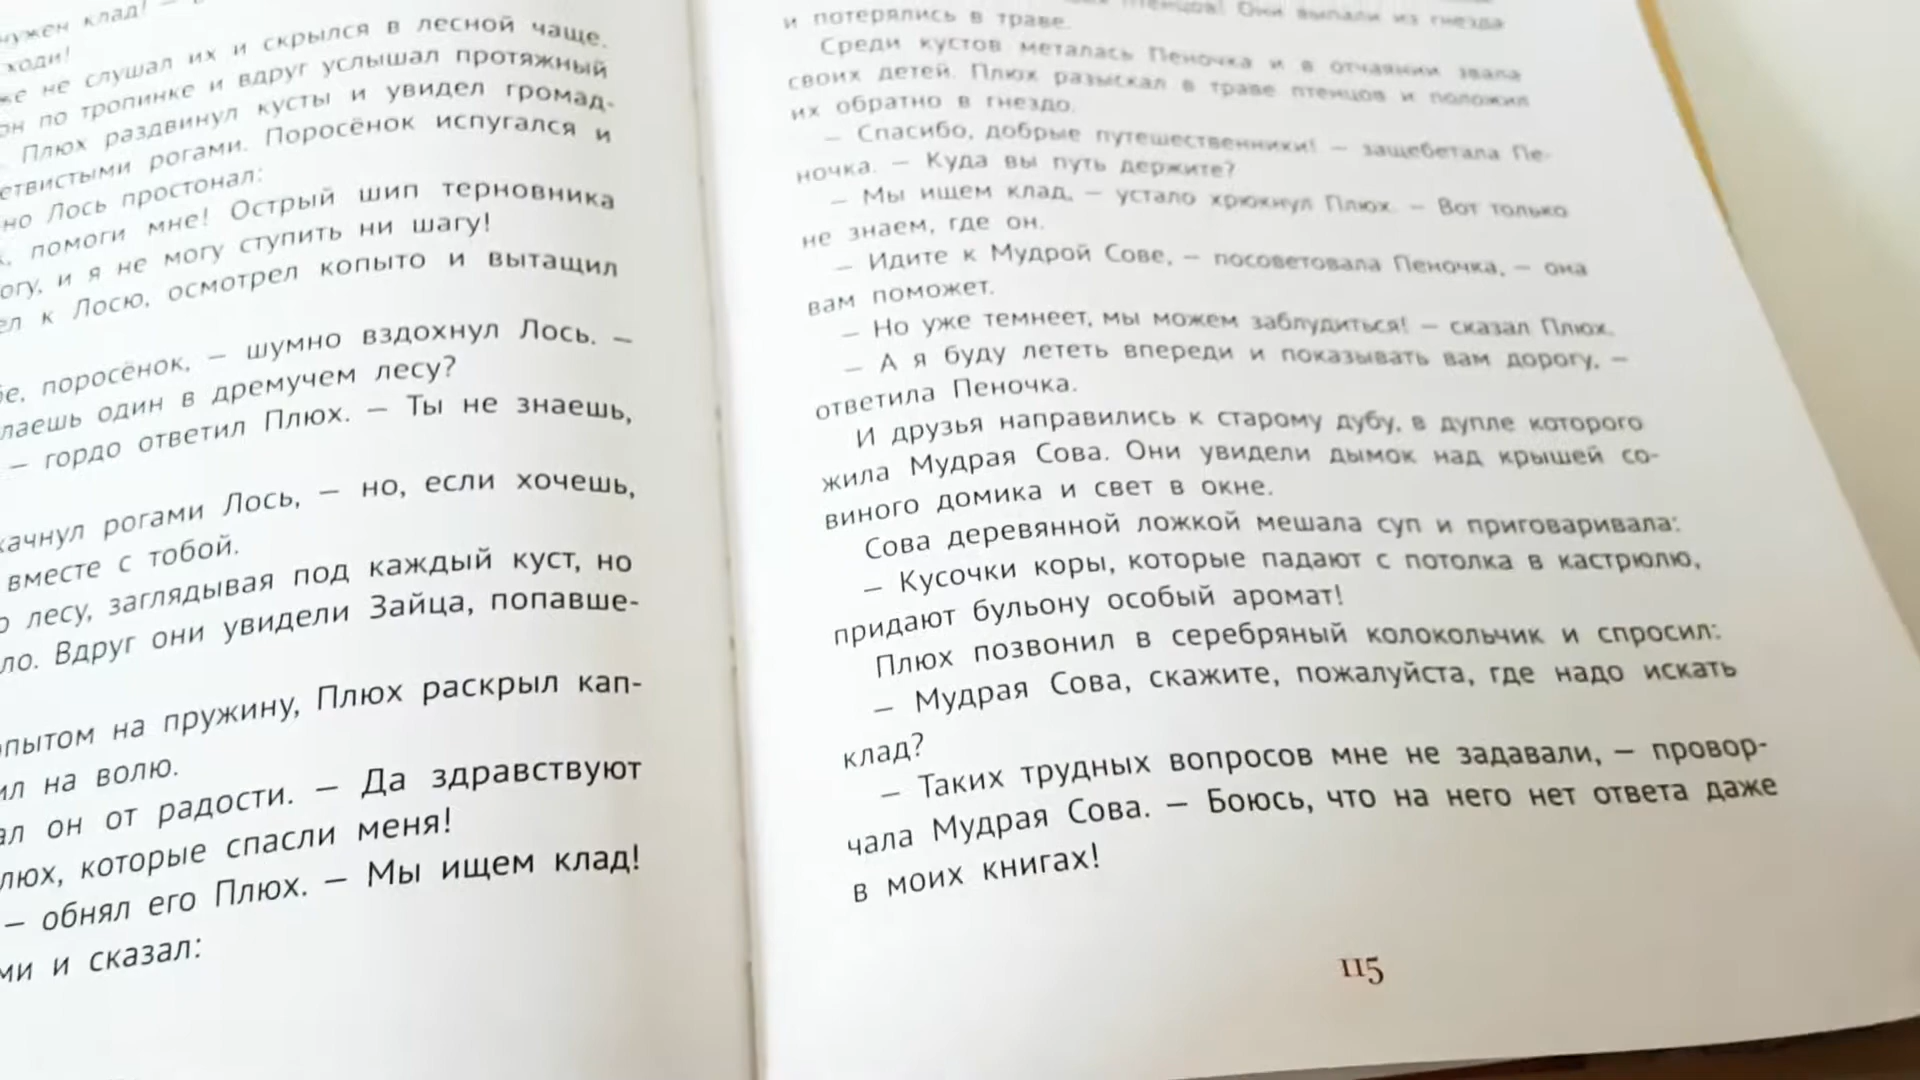 нужен клад! —
ходи!
же не слушал их и скрылся в лесной чаще.
он по тропинке и вдруг услышал протяжный
Плюх раздвинул кусты и увидел громад-
етвистыми рогами. Поросёнок испугался и
но Лось простонал:
помоги мне! Острый шип терновника
огу, и я не могу ступить ни шагу!
ел к Лосю, осмотрел копыто и вытащил
бе, поросёнок, — шумно вздохнул Лось. —
лаешь один в дремучем лесу?
— гордо ответил Плюх. — Ты не знаешь,
качнул рогами Лось, — но, если хочешь,
вместе с тобой.
о лесу, заглядывая под каждый куст, но
ло. Вдруг они увидели Зайца, попавше-
опытом на пружину, Плюх раскрыл кап-
ил на волю.
ал он от радости. — Да здравствуют
люх, которые спасли меня!
— обнял его Плюх. — Мы ищем клад!
ми и сказал:
птенцов! Они выпали из гнезда
и потерялись в траве.
Среди кустов металась Пеночка и в отчаянии звала
своих детей. Плюх разыскал в траве птенцов и положил
их обратно в гнездо.
— Спасибо, добрые путешественники! — защебетала Пе-
ночка. — Куда вы путь держите?
— Мы ищем клад, — устало хрюкнул Плюх. — Вот только
не знаем, где он.
— Идите к Мудрой Сове, — посоветовала Пеночка, — она
вам поможет.
— Но уже темнеет, мы можем заблудиться! — сказал Плюх.
— А я буду лететь впереди и показывать вам дорогу, —
ответила Пеночка.
И друзья направились к старому дубу, в дупле которого
жила Мудрая Сова. Они увидели дымок над крышей со-
виного домика и свет в окне.
Сова деревянной ложкой мешала суп и приговаривала:
— Кусочки коры, которые падают с потолка в кастрюлю,
придают бульону особый аромат!
Плюх позвонил в серебряный колокольчик и спросил:
— Мудрая Сова, скажите, пожалуйста, где надо искать
клад?
— Таких трудных вопросов мне не задавали, — провор-
чала Мудрая Сова. — Боюсь, что на него нет ответа даже
в моих книгах!
115